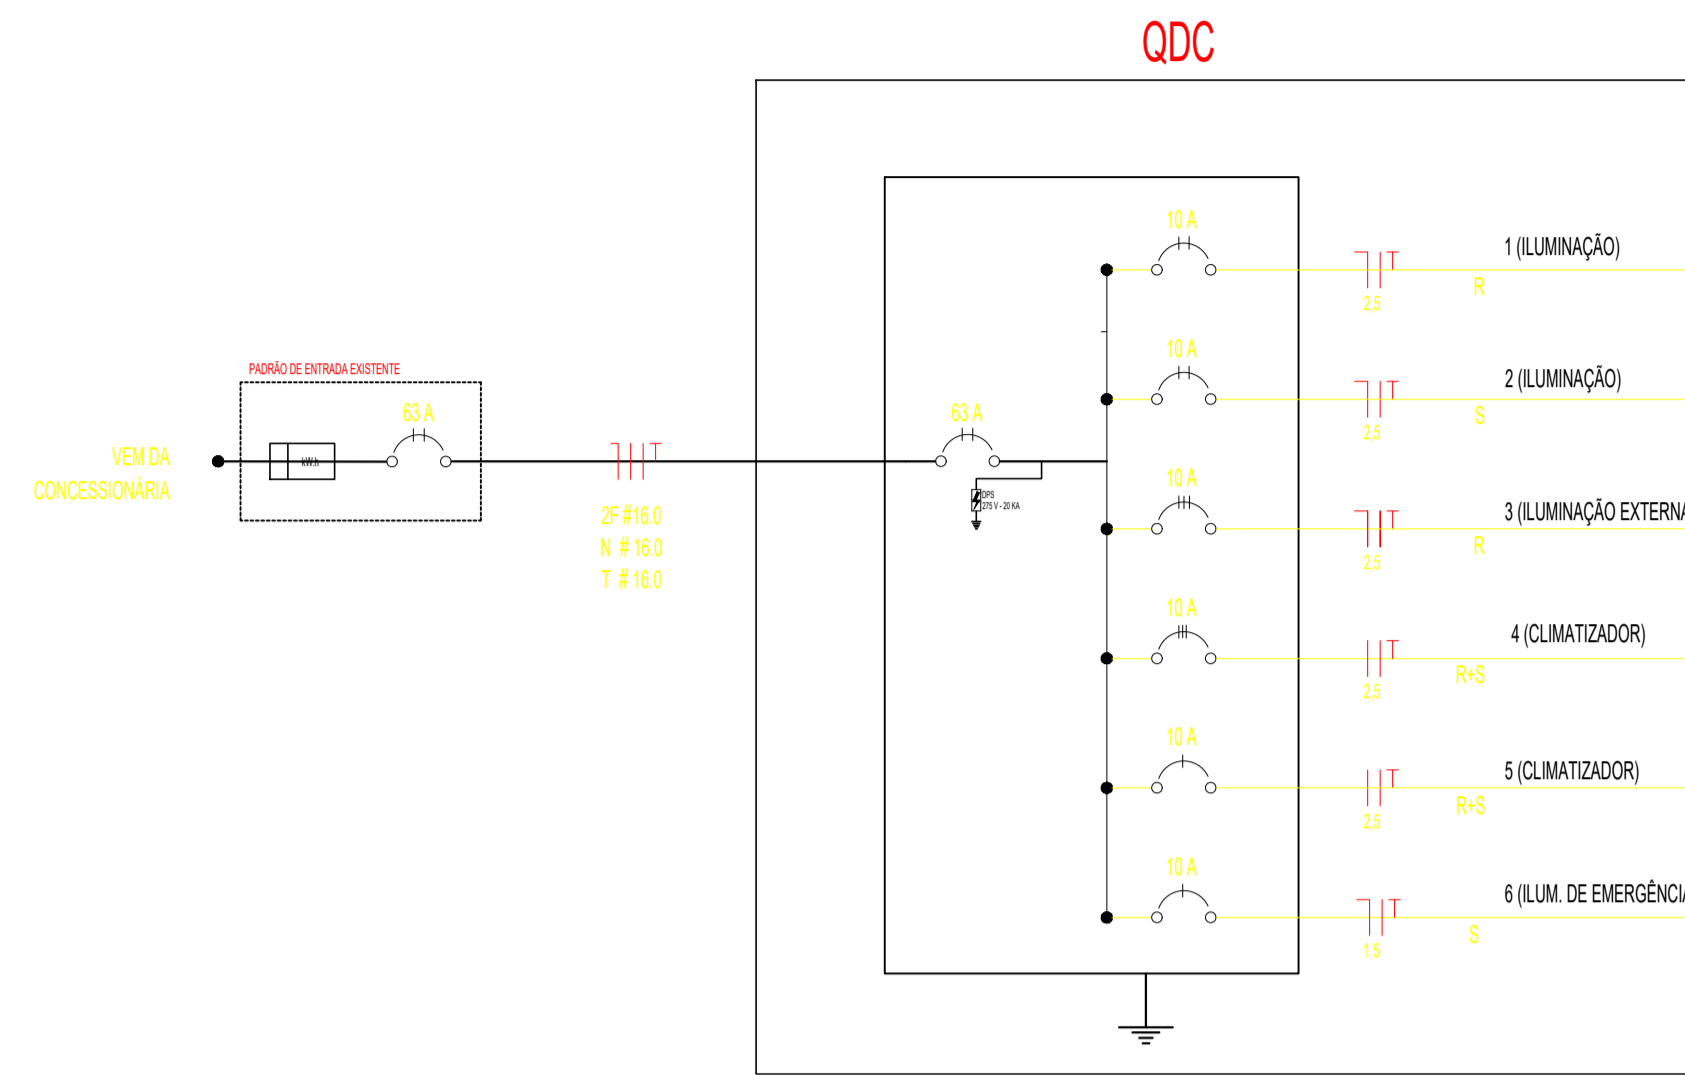 QDC
10 A
1 (ILUMINAÇÃO)
2,5
R
10 A
2 (ILUMINAÇÃO)
2,5
S
PADRÃO DE ENTRADA EXISTENTE
63 A
63 A
VEM DA
CONCESSIONÁRIA
kW.h
DPS
275 V - 20 KA
2F #16.0
N # 16.0
T # 16.0
10 A
3 (ILUMINAÇÃO EXTERNA
2,5
R
10 A
4 (CLIMATIZADOR)
2,5
R+S
10 A
5 (CLIMATIZADOR)
2,5
R+S
10 A
6 (ILUM. DE EMERGÊNCIA
1,5
S